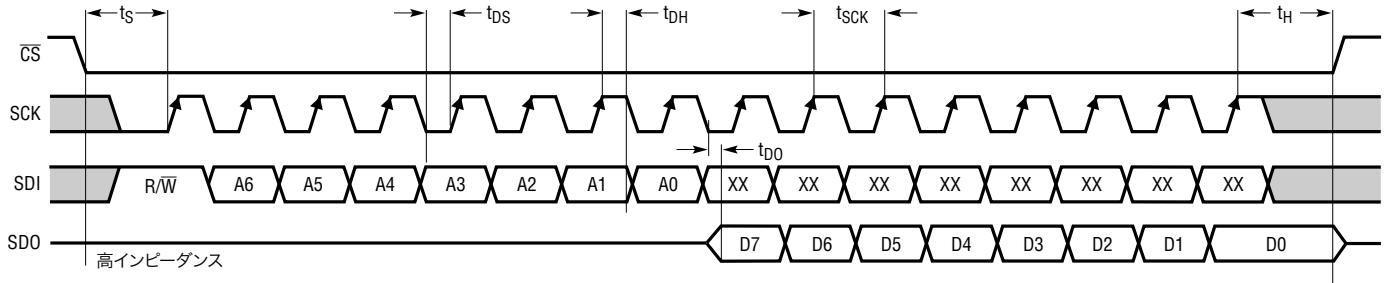 tS tDS tDH tSCK tH
CS
SCK
tDO
SDI R/W A6 A5 A4 A3 A2 A1 A0 XX XX XX XX XX XX XX XX
SDO D7 D6 D5 D4 D3 D2 D1 D0
高インピーダンス